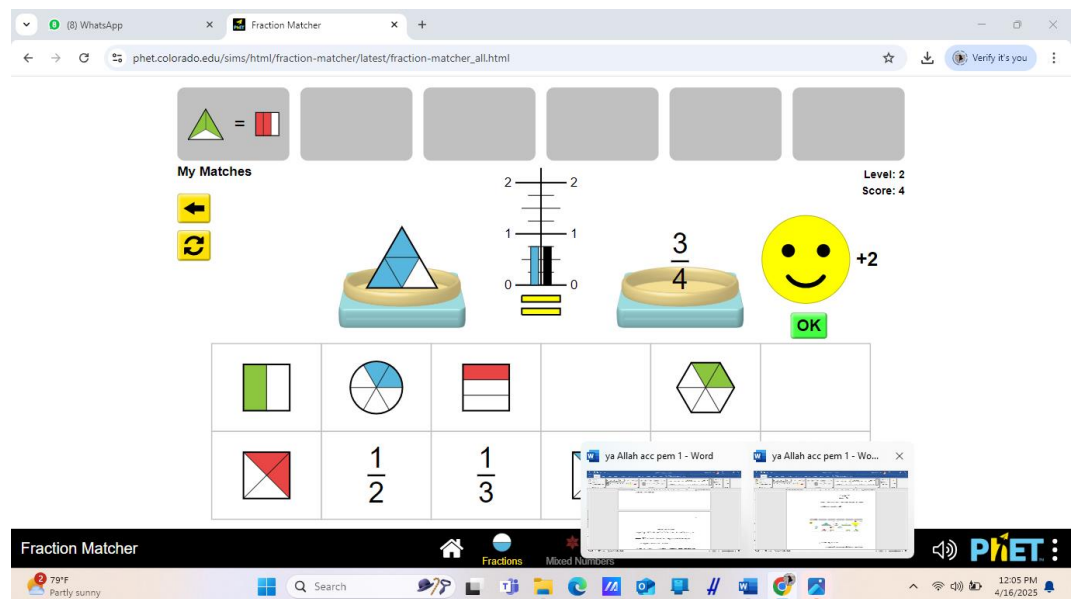 8 (8) WhatsApp
Fraction Matcher
phet.colorado.edu/sims/html/fraction-matcher/latest/fraction-matcher_all.html
Verify it's you
=
My Matches
Level: 2
Score: 4
2 2
1 1
0 0
3
4
+2
OK
1
2
1
3
ya Allah acc pem 1 - Word
ya Allah acc pem 1 - Wo...
Fraction Matcher
Fractions
Mixed Numbers
PhET
2
79°F
Partly sunny
Search
12:05 PM
4/16/2025